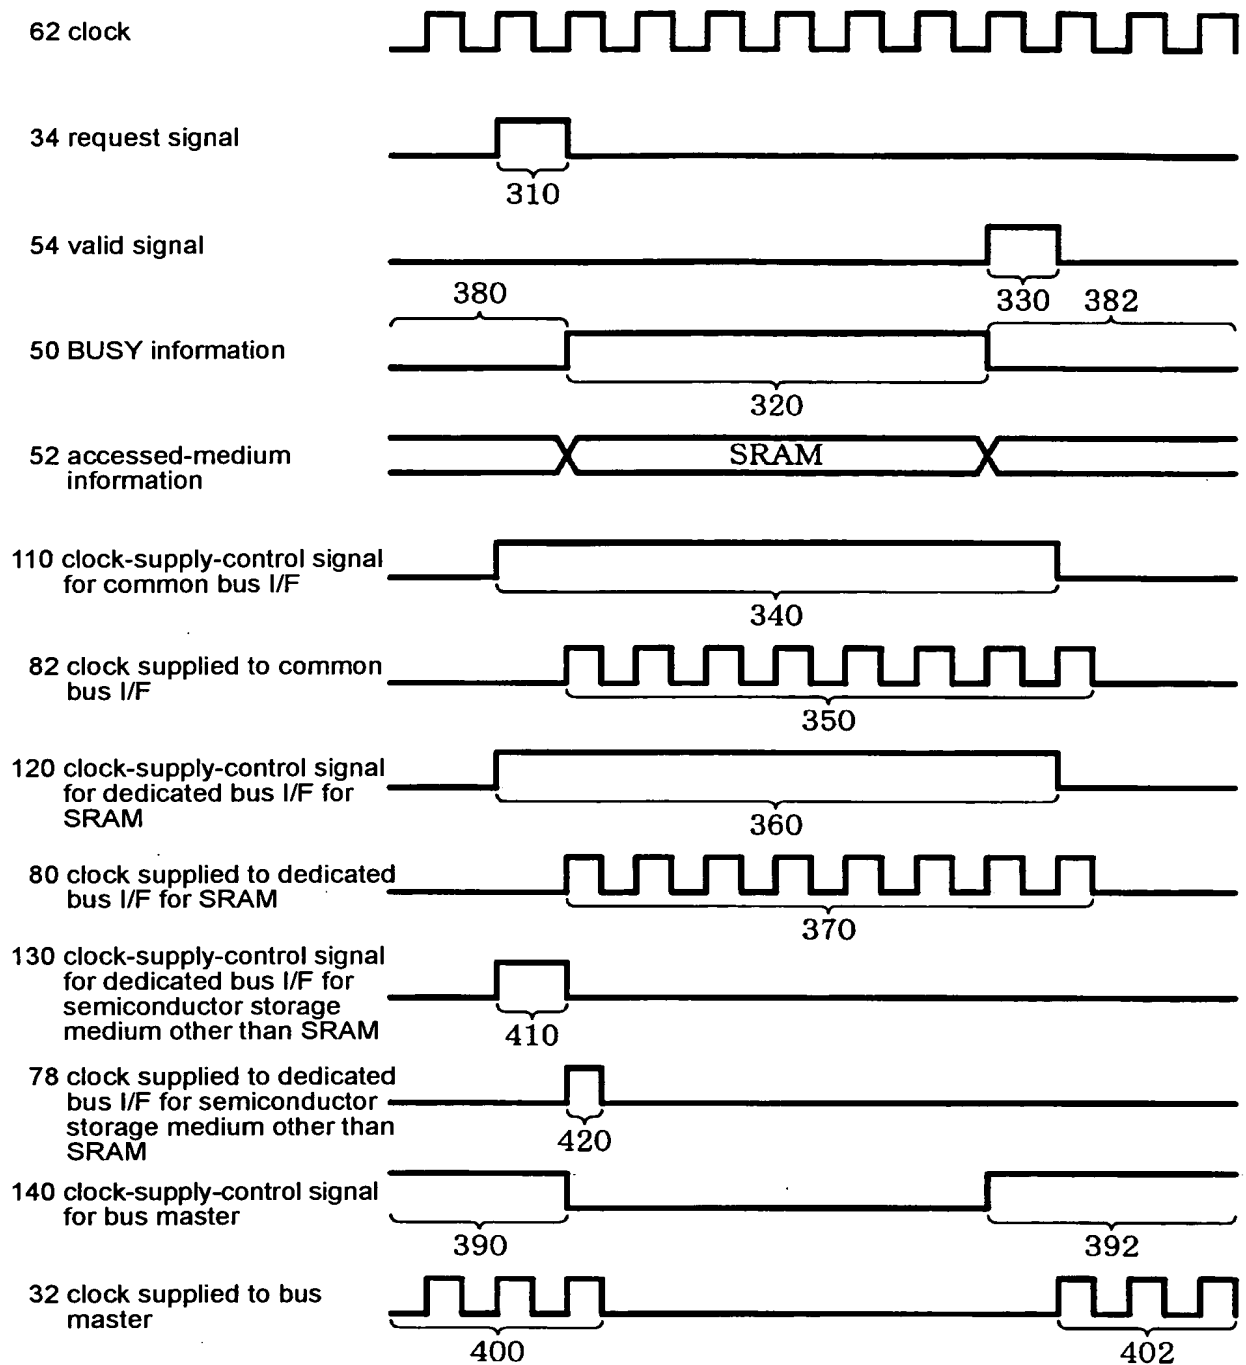 62 clock
34 request signal
310
54 valid signal
330
380
382
50 BUSY information
320
52 accessed-medium
information
SRAM
110 clock-supply-control signal
for common bus I/F
340
82 clock supplied to common
bus I/F
350
120 clock-supply-control signal
for dedicated bus I/F for
SRAM
360
80 clock supplied to dedicated
bus I/F for SRAM
370
130 clock-supply-control signal
for dedicated bus I/F for
semiconductor storage
medium other than SRAM
410
78 clock supplied to dedicated
bus I/F for semiconductor
storage medium other than
SRAM
420
140 clock-supply-control signal
for bus master
390
392
32 clock supplied to bus
master
400
402